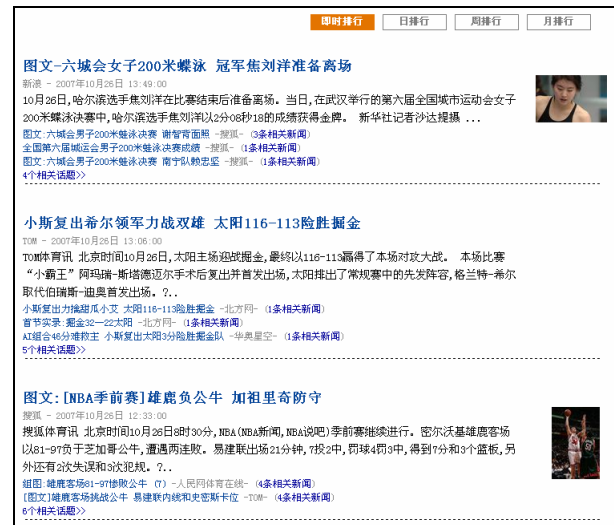 即时排行 日排行 周排行 月排行
图文-六城会女子200米蝶泳 冠军焦刘洋准备离场
新浪 - 2007年10月26日 13:49:00
10月26日,哈尔滨选手焦刘洋在比赛结束后准备离场。当日,在武汉举行的第六届全国城市运动会女子
200米蝶泳决赛中,哈尔滨选手焦刘洋以2分08秒18的成绩获得金牌。 新华社记者沙达提摄 ...
图文:六城会男子200米蛙泳决赛 谢智背面照 -搜狐- (3条相关新闻)
全国第六届城运会男子200米蛙泳决赛成绩 -搜狐- (1条相关新闻)
图文:六城会男子200米蛙泳决赛 南宁队赖忠坚 -搜狐- (1条相关新闻)
4个相关话题>>
小斯复出希尔领军力战双雄 太阳116-113险胜掘金
TOM - 2007年10月26日 13:06:00
TOM体育讯 北京时间10月26日,太阳主场迎战掘金,最终以116-113赢得了本场对攻大战。 本场比赛
“小霸王”阿玛瑞-斯塔德迈尔手术后复出并首发出场,太阳排出了常规赛中的先发阵容,格兰特-希尔
取代伯瑞斯-迪奥首发出场。?..
小斯复出力擒甜瓜小艾 太阳116-113险胜掘金 -北方网- (1条相关新闻)
首节实录:掘金32—22太阳 -北方网- (1条相关新闻)
AI组合46分难救主 小斯复出太阳3分险胜掘金队 -华奥星空- (1条相关新闻)
5个相关话题>>
图文:[NBA季前赛]雄鹿负公牛 加祖里奇防守
搜狐 - 2007年10月26日 12:33:00
搜狐体育讯 北京时间10月26日8时30分,NBA(NBA新闻,NBA说吧)季前赛继续进行。密尔沃基雄鹿客场
以81-97负于芝加哥公牛,遭遇两连败。易建联出场21分钟,7投2中,罚球4罚3中,得到7分和3个篮板,另
外还有2次失误和3次犯规。?..
组图:雄鹿客场81-97惨败公牛 (7) -人民网体育在线- (4条相关新闻)
[图文]雄鹿客场挑战公牛 易建联内线和史密斯卡位 -TOM- (4条相关新闻)
6个相关话题>>